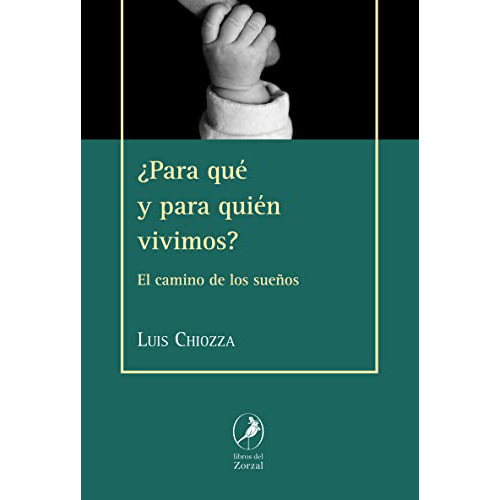 ¿Para qué
y para quién
vivimos?
El camino de los sueños
Luis Chiozza
libros del
Zorzal